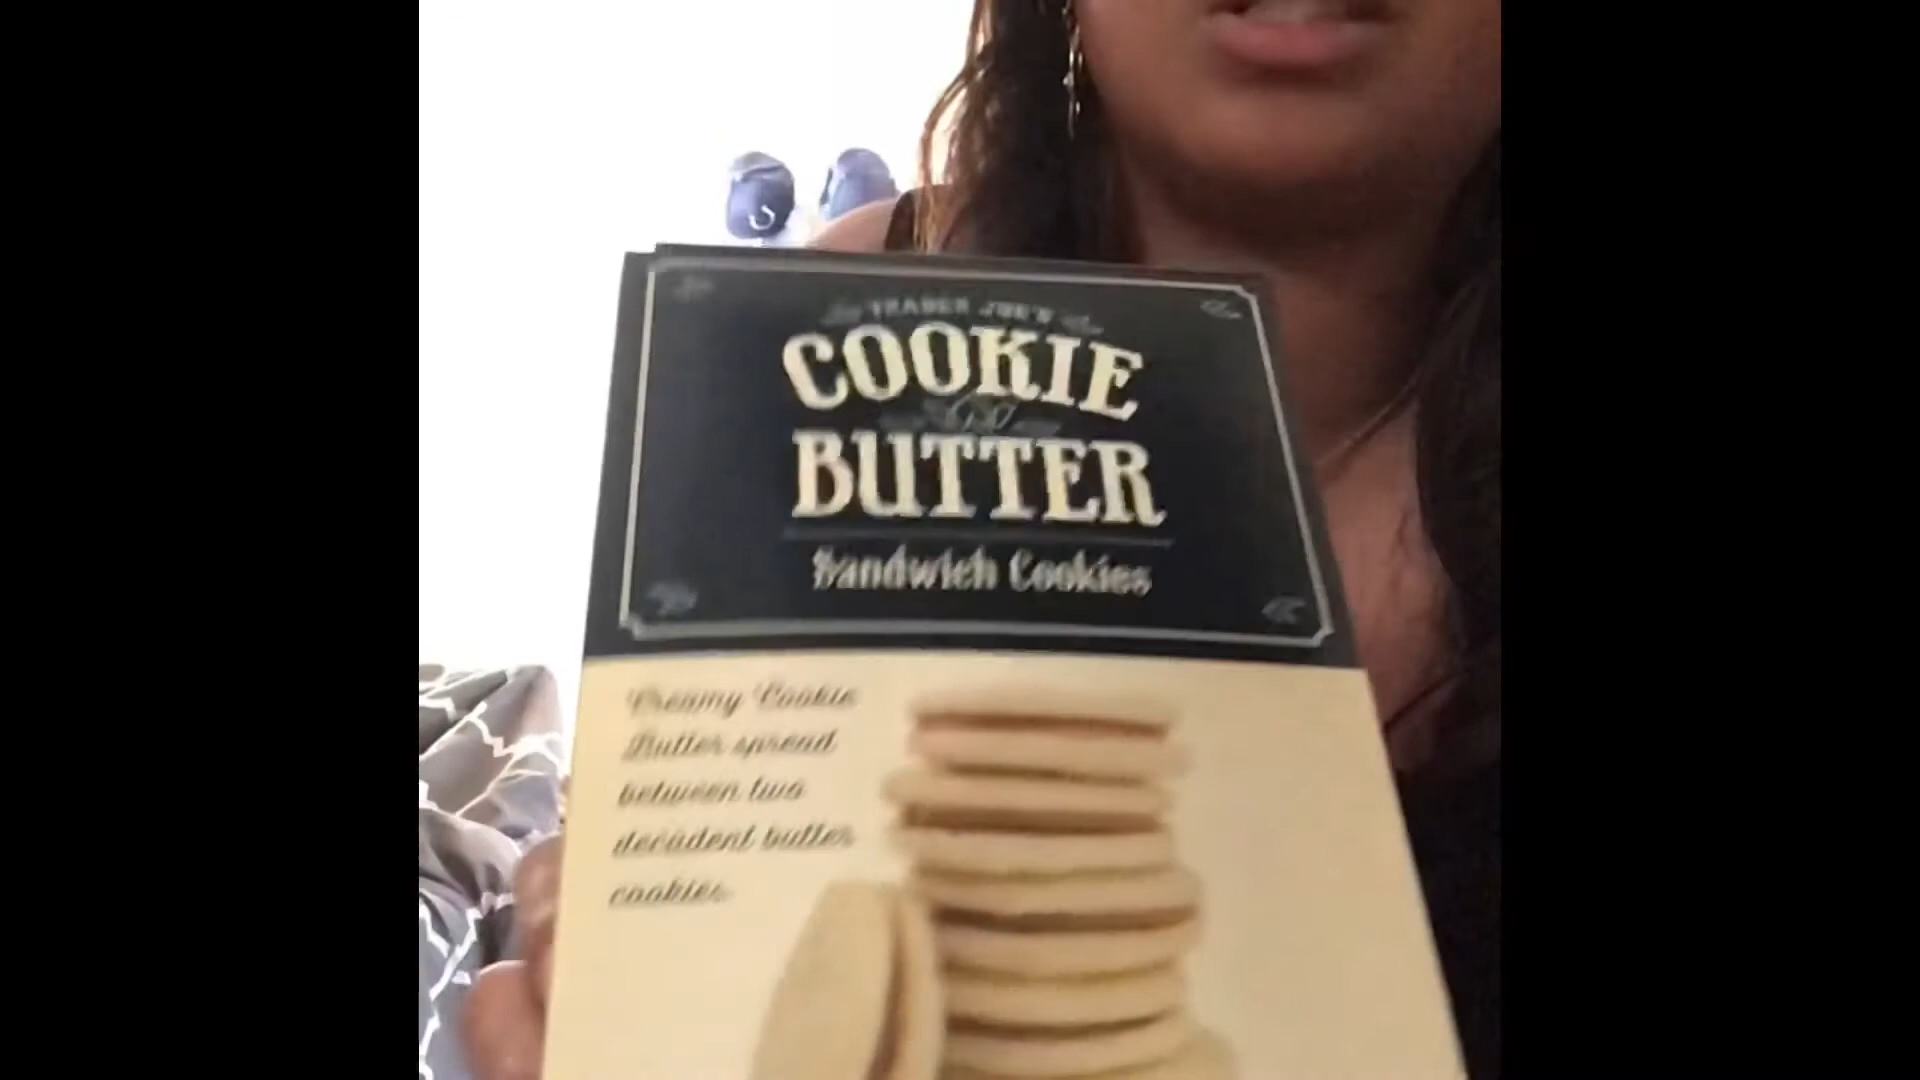 TRADER JOE'S
COOKIE
BUTTER
Sandwich Cookies
Creamy Cookie
Butter spread
between two
decadent butter
cookies.